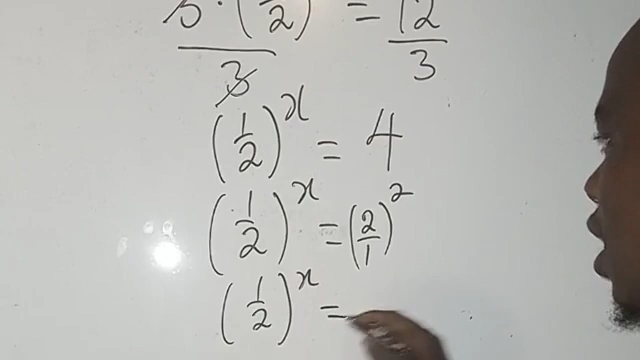 3 · (1/2) = 12
3 3
(1/2)^x = 4
(1/2)^x = (2/1)^2
(1/2)^x =